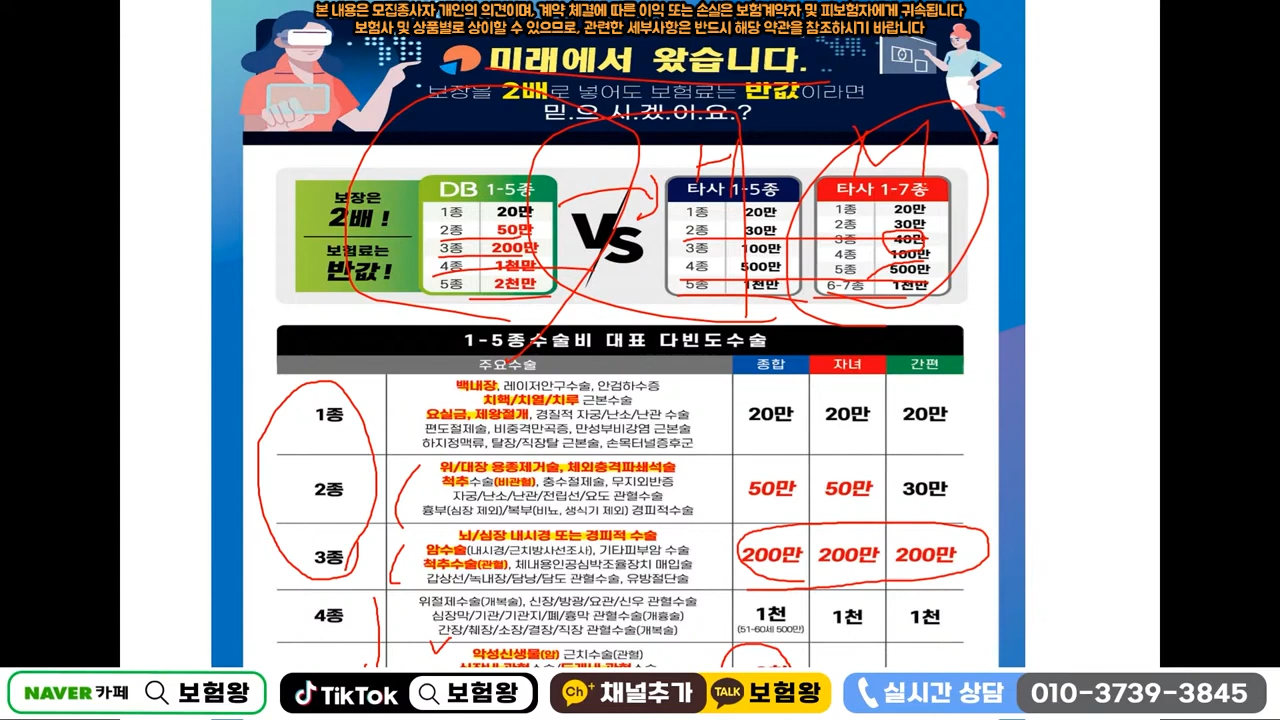 본 내용은 모집종사자 개인의 의견이며, 계약 체결에 따른 이익 또는 손실은 보험계약자 및 피보험자에게 귀속됩니다
보험사 및 상품별로 상이할 수 있으므로, 관련한 세부사항은 반드시 해당 약관을 참조하시기 바랍니다
미래에서 왔습니다.
보장을 2배로 넣어도 보험료는 반값이라면
믿.으.시.겠.어.요.?
보장은
2배!
보험료는
반값!
DB 1-5종
1종 20만
2종 50만
3종 200만
4종 1천만
5종 2천만
VS
H
타사 1-5종
1종 20만
2종 30만
3종 100만
4종 500만
5종 1천만
M
타사 1-7종
1종 20만
2종 30만
3종 40만
4종 100만
5종 500만
6-7종 1천만
1-5종수술비 대표 다빈도수술
주요수술 종합 자녀 간편
1종
백내장, 레이저안구수술, 안검하수증
치핵/치열/치루 근본수술
요실금, 제왕절개, 경질적 자궁/난소/난관 수술
편도절제술, 비중격만곡증, 만성부비강염 근본술
하지정맥류, 탈장/직장탈 근본술, 손목터널증후군
20만 20만 20만
2종
위/대장 용종제거술, 체외충격파쇄석술
척추수술(비관혈), 충수절제술, 무지외반증
자궁/난소/난관/전립선/요도 관혈수술
흉부(심장 제외)/복부(비뇨, 생식기 제외) 경피적수술
50만 50만 30만
3종
뇌/심장 내시경 또는 경피적 수술
암수술(내시경/근치방사선조사), 기타피부암 수술
척추수술(관혈), 체내용인공심박조율장치 매입술
갑상선/녹내장/담낭/담도 관혈수술, 유방절단술
200만 200만 200만
4종
위절제수술(개복술), 신장/방광/요관/신우 관혈수술
심장막/기관/기관지/폐/흉막 관혈수술(개흉술)
간장/췌장/소장/결장/직장 관혈수술(개복술)
1천 1천 1천
(51-60세 500만)
악성신생물(암) 근치수술(관혈)
NAVER 카페 보험왕
TikTok 보험왕
Ch+ 채널추가 TALK 보험왕
실시간 상담 010-3739-3845